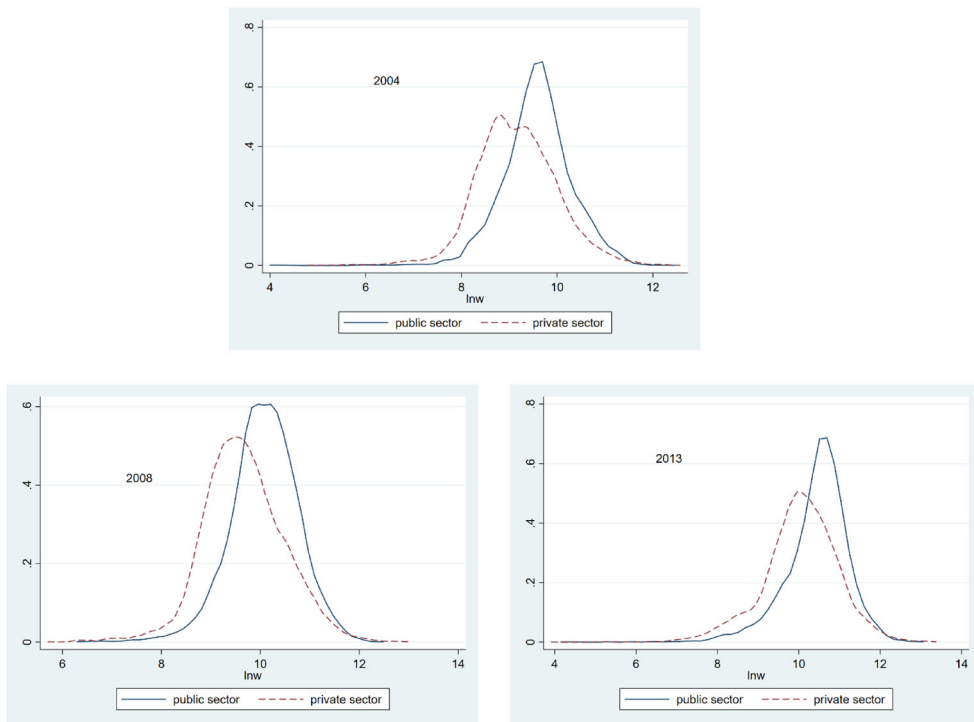 .8
.6
.4
.2
0
2004
4 6 8 10 12
lnw
public sector private sector
.6
.4
.2
0
2008
6 8 10 12 14
lnw
public sector private sector
.8
.6
.4
.2
0
2013
4 6 8 10 12 14
lnw
public sector private sector